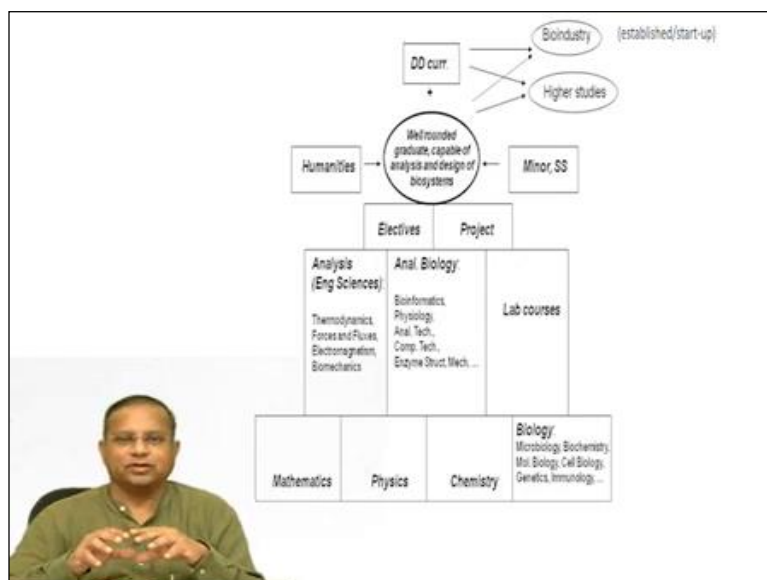 Bioindustry
(established/start-up)
DD curr.
+
Higher studies
Well rounded
graduate, capable of
analysis and design of
biosystems
Humanities
Minor, SS
Electives
Project
Analysis
(Eng Sciences):
Thermodynamics,
Forces and Fluxes,
Electromagnetism,
Biomechanics
Anal. Biology:
Bioinformatics,
Physiology,
Anal. Tech.,
Comp. Tech.,
Enzyme Struct, Mech, ....
Lab courses
Mathematics
Physics
Chemistry
Biology:
Microbiology, Biochemistry,
Mol. Biology, Cell Biology,
Genetics, Immunology, ...